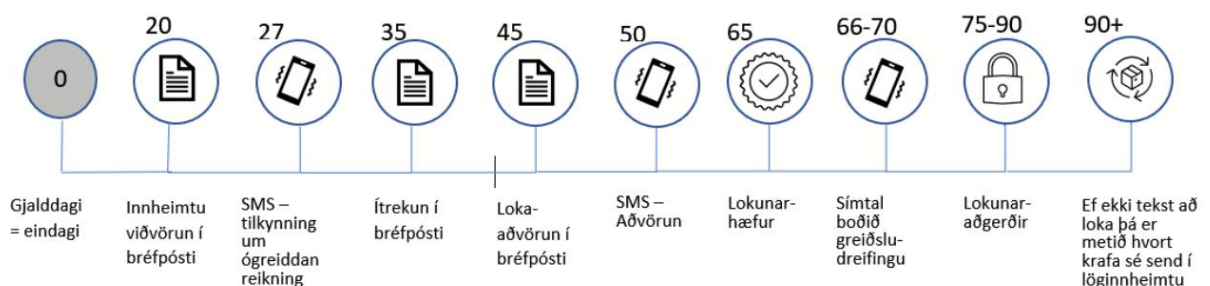 0
20
27
35
45
50
65
66-70
75-90
90+
Gjalddagi
= eindagi
Innheimtu
viðvörun í
bréfpósti
SMS –
tilkynning
um
ógreiddan
reikning
Ítrekun í
bréfpósti
Loka-
aðvörun í
bréfpósti
SMS –
Aðvörun
Lokunar-
hæfur
Símtal
boðið
greiðslu-
dreifingu
Lokunar-
aðgerðir
Ef ekki tekst að
loka þá er
metið hvort
krafa sé send í
löginnheimtu